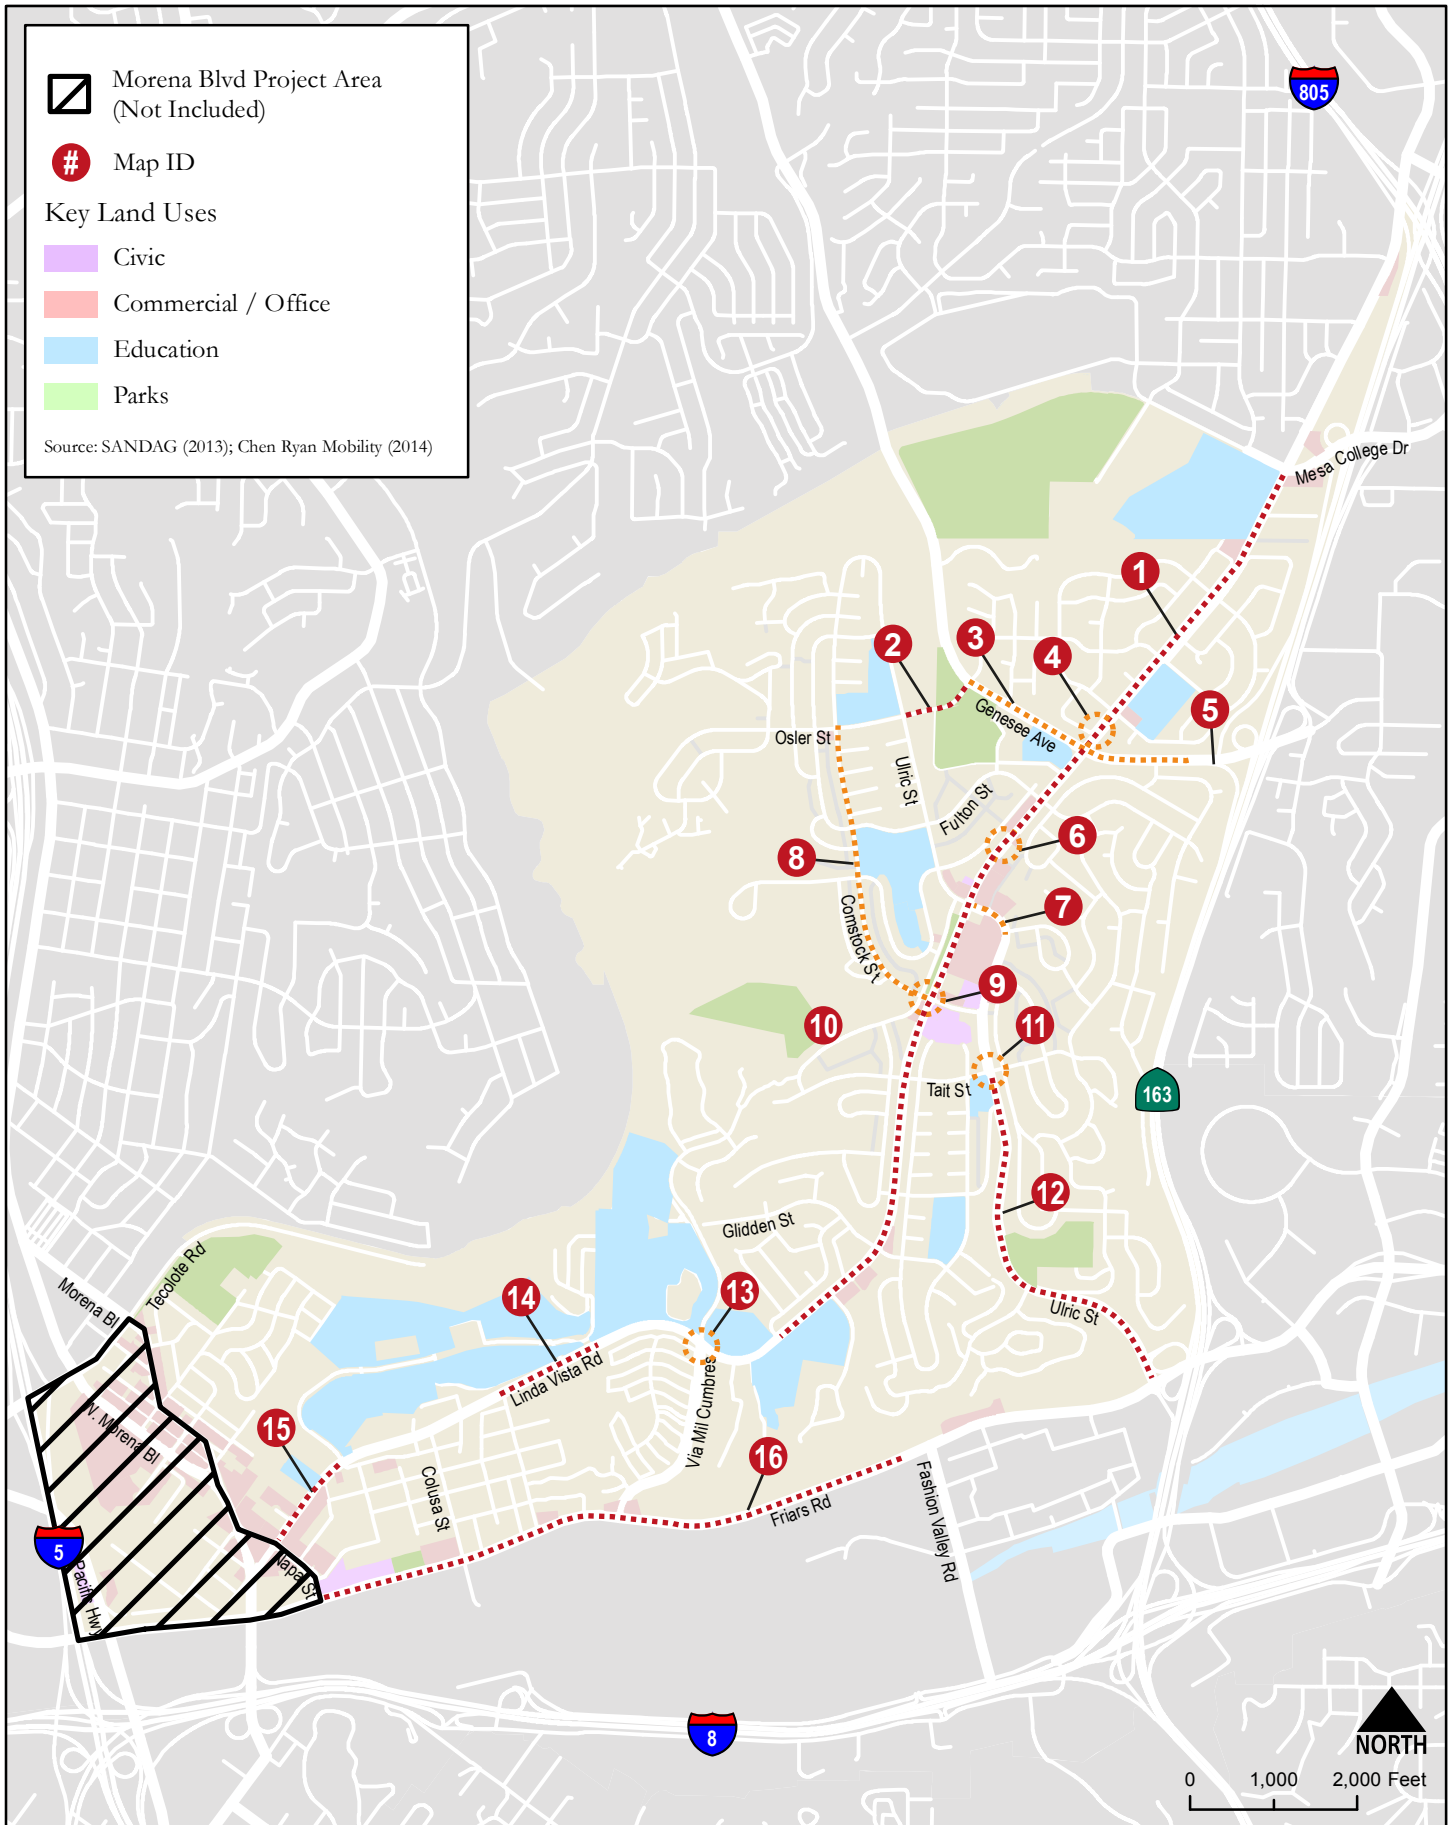 Morena Blvd Project Area
(Not Included)
# Map ID
Key Land Uses
Civic
Commercial / Office
Education
Parks
Source: SANDAG (2013); Chen Ryan Mobility (2014)
805
Mesa College Dr
1
2
3
4
5
Genesee Ave
Osler St
Ulric St
Fulton St
6
8
7
Comstock St
9
10
11
Tait St
163
12
Glidden St
Tecolote Rd
Morena Bl
14
13
Ulric St
Linda Vista Rd
Via Mil Cumbres
W. Morena Bl
15
16
Colusa St
Friars Rd
Fashion Valley Rd
5
Napa St
Pacific Hwy
8
NORTH
0 1,000 2,000 Feet